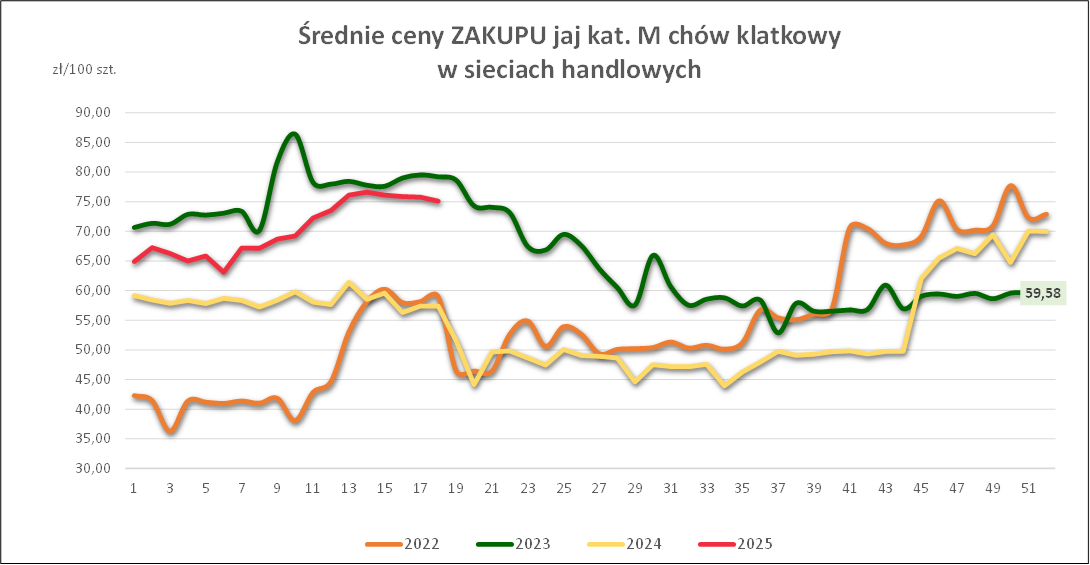 Średnie ceny ZAKUPU jaj kat. M chów klatkowy
w sieciach handlowych
zł/100 szt.
90,00
85,00
80,00
75,00
70,00
65,00
60,00
55,00
50,00
45,00
40,00
35,00
30,00
59,58
1 3 5 7 9 11 13 15 17 19 21 23 25 27 29 31 33 35 37 39 41 43 45 47 49 51
2022 2023 2024 2025